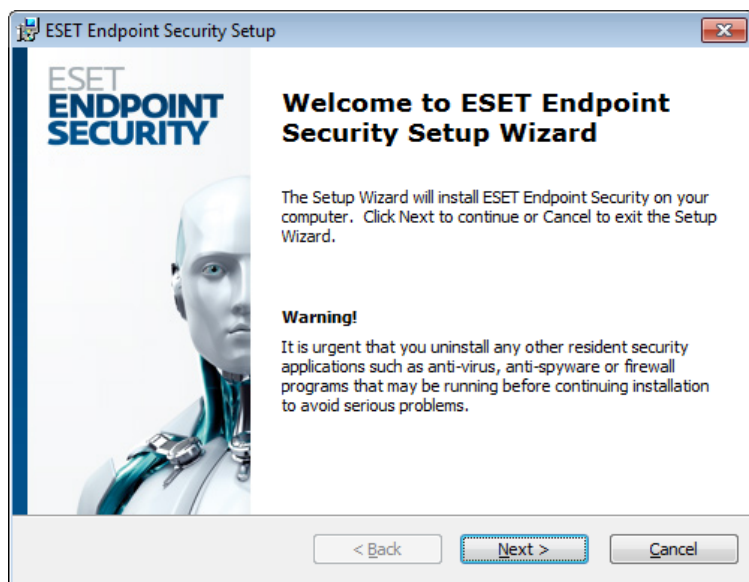 ESET Endpoint Security Setup
ESET
ENDPOINT
SECURITY
Welcome to ESET Endpoint
Security Setup Wizard
The Setup Wizard will install ESET Endpoint Security on your
computer. Click Next to continue or Cancel to exit the Setup
Wizard.
Warning!
It is urgent that you uninstall any other resident security
applications such as anti-virus, anti-spyware or firewall
programs that may be running before continuing installation
to avoid serious problems.
< Back
Next >
Cancel